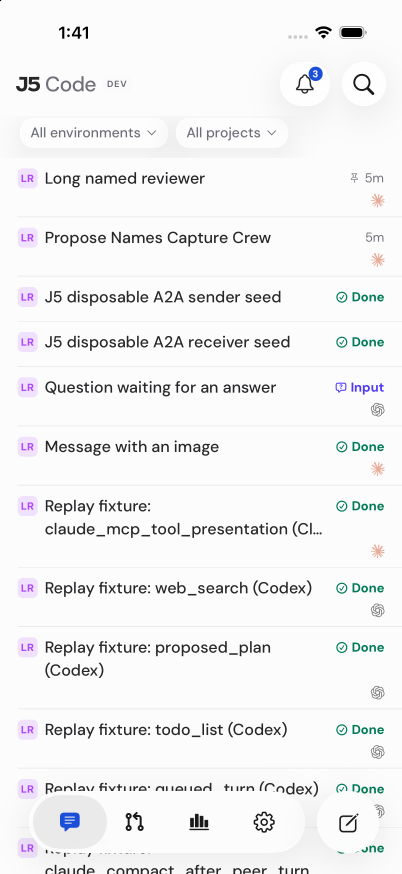 1:41
J5 Code DEV
3
All environments
All projects
LR Long named reviewer 5m
LR Propose Names Capture Crew 5m
LR J5 disposable A2A sender seed Done
LR J5 disposable A2A receiver seed Done
LR Question waiting for an answer Input
LR Message with an image Done
LR Replay fixture: Done
claude_mcp_tool_presentation (Cl...
LR Replay fixture: web_search (Codex) Done
LR Replay fixture: proposed_plan Done
(Codex)
LR Replay fixture: todo_list (Codex) Done
LR Replay fixture: queued_turn (Codex) Done
LR Replay fixture: Done
claude_compact_after_peer_turn